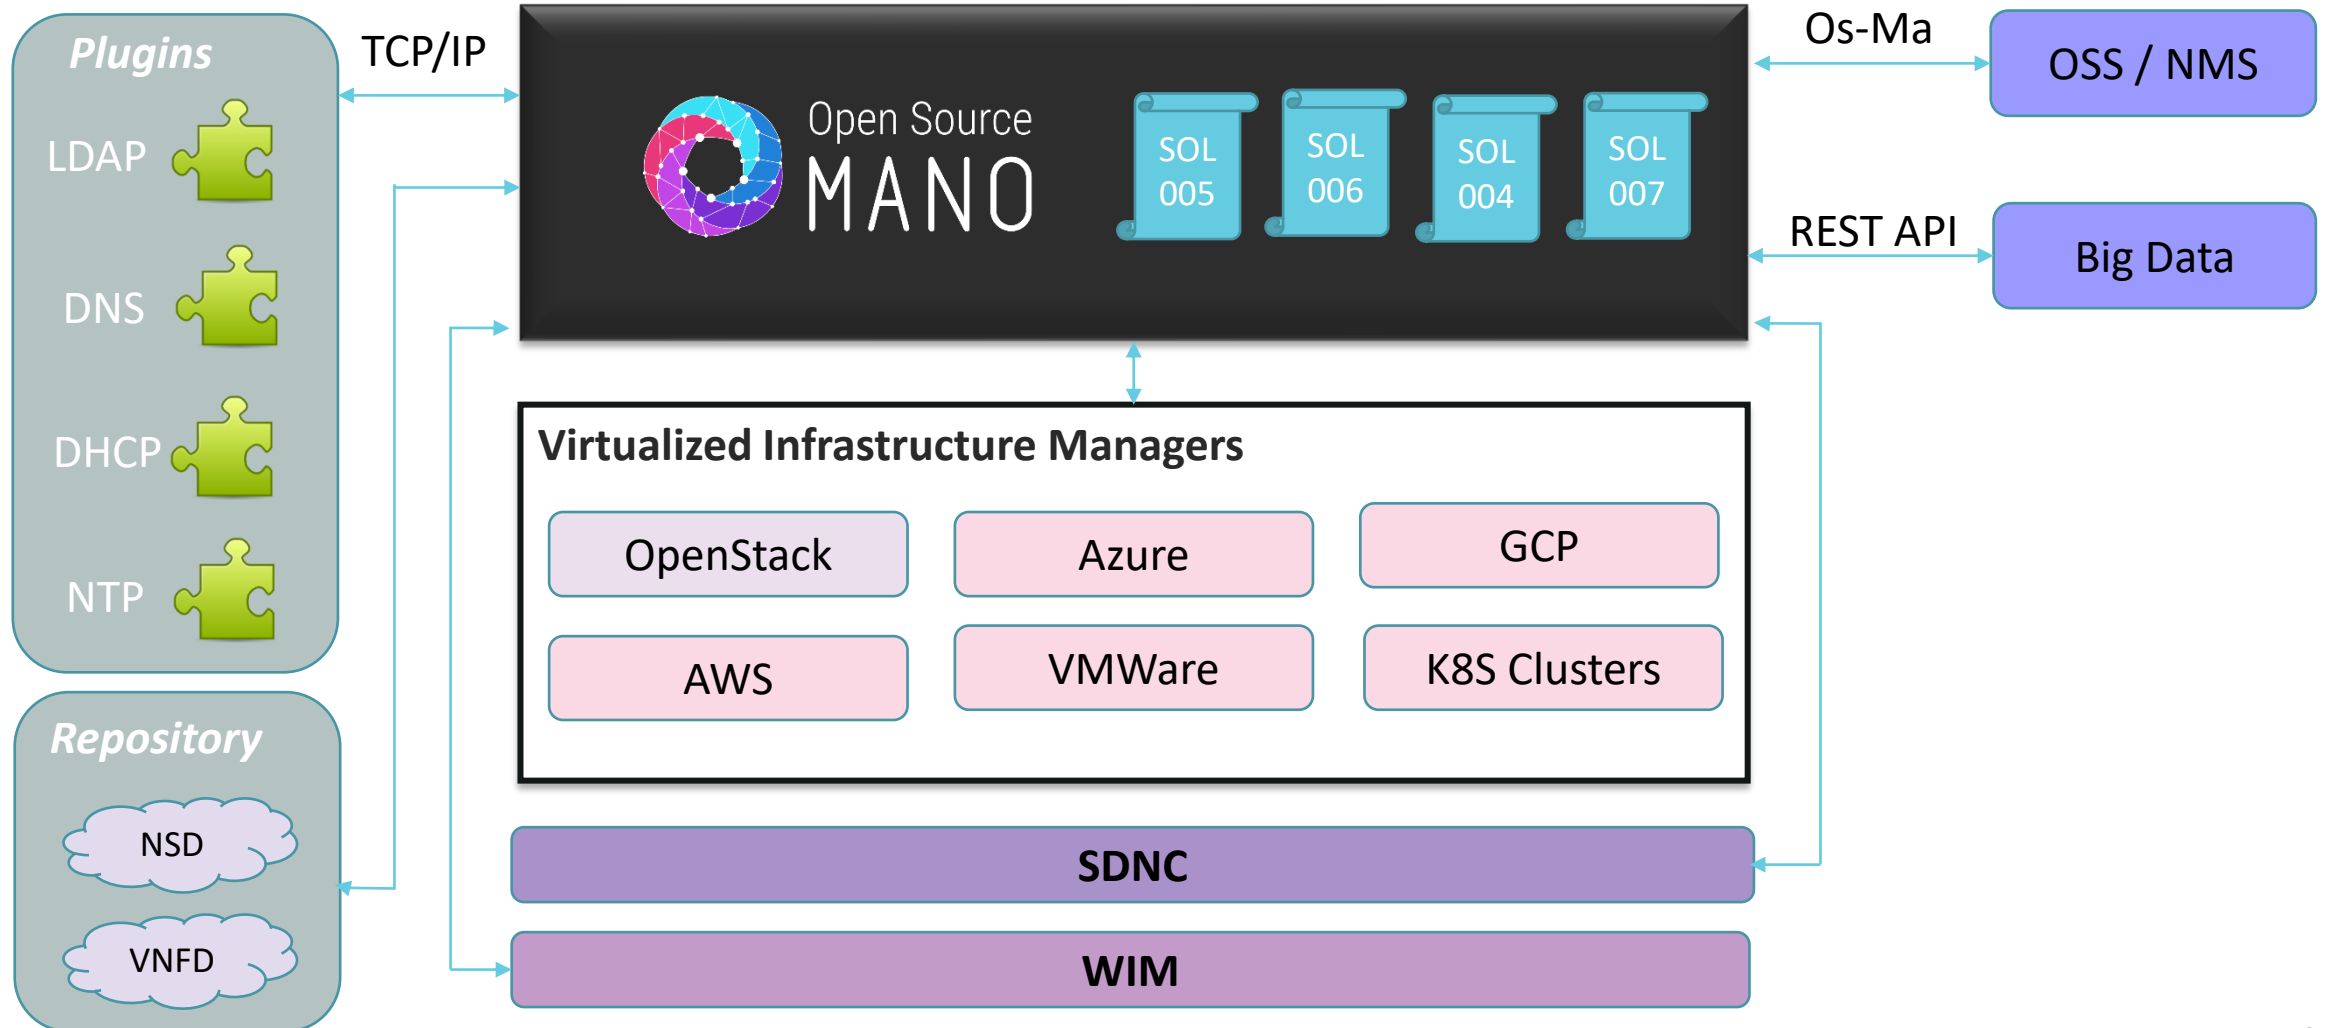 Plugins
LDAP
DNS
DHCP
NTP
Repository
NSD
VNFD
TCP/IP
Open Source
MANO
SOL
005
SOL
006
SOL
004
SOL
007
Os-Ma
OSS / NMS
REST API
Big Data
Virtualized Infrastructure Managers
OpenStack
Azure
GCP
AWS
VMWare
K8S Clusters
SDNC
WIM